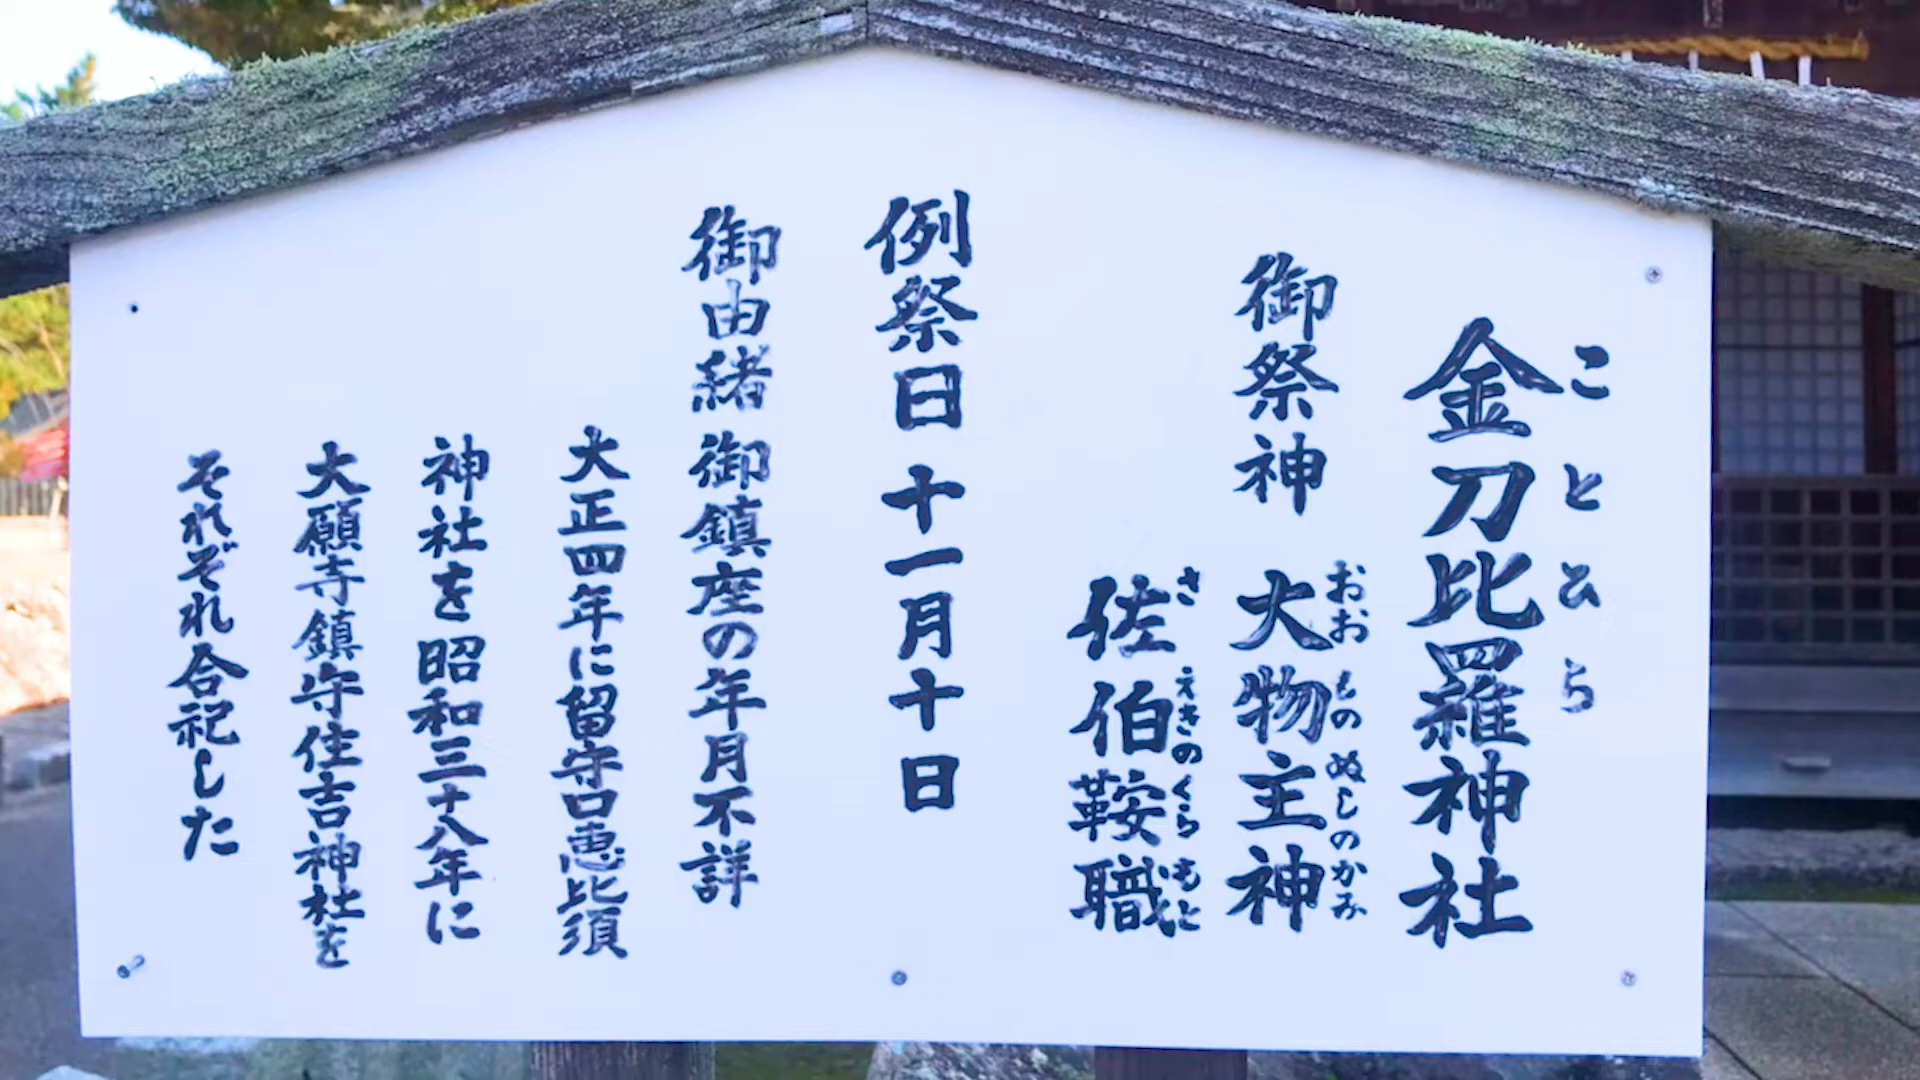 金刀比羅神社
ことひら
御祭神 大物主神
おおものぬしのかみ
佐伯鞍職
さえきのくらもと
例祭日 十一月十日
御由緒 御鎮座の年月不詳
大正四年に留守口恵比須
神社を昭和三十八年に
大願寺鎮守住吉神社を
それぞれ合祀した